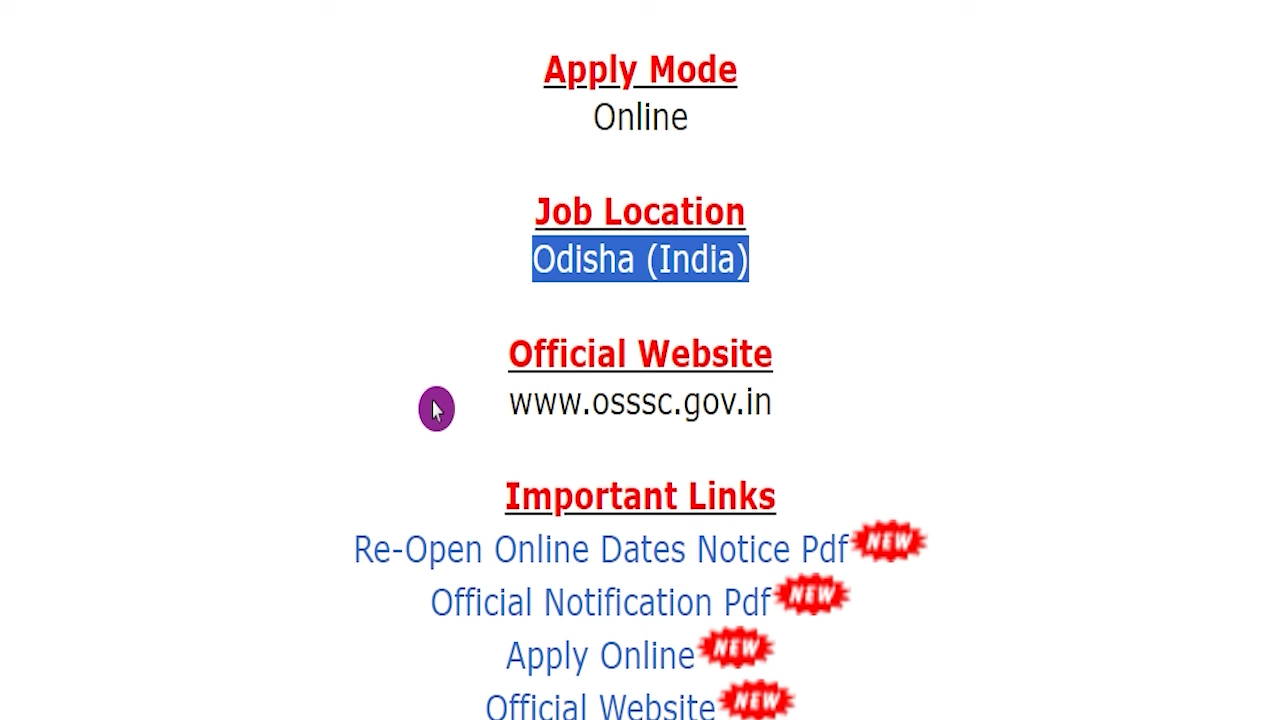 Apply Mode
Online
Job Location
Odisha (India)
Official Website
www.osssc.gov.in
Important Links
Re-Open Online Dates Notice Pdf NEW
Official Notification Pdf NEW
Apply Online NEW
Official Website NEW